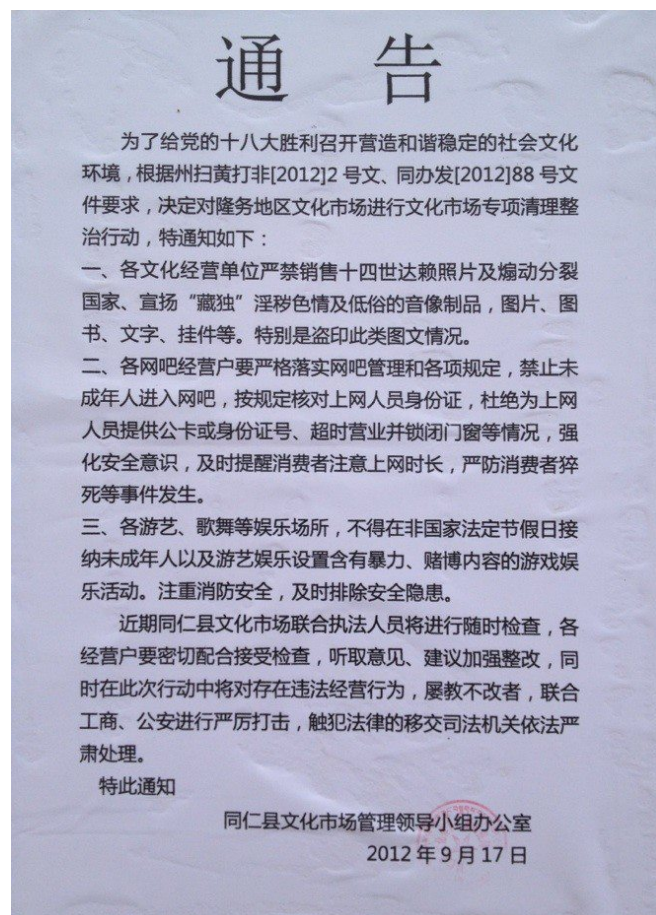 通 告
为了给党的十八大胜利召开营造和谐稳定的社会文化
环境，根据州扫黄打非[2012]2 号文、同办发[2012]88 号文
件要求，决定对隆务地区文化市场进行文化市场专项清理整
治行动，特通知如下：
一、各文化经营单位严禁销售十四世达赖照片及煽动分裂
国家、宣扬“藏独”淫秽色情及低俗的音像制品，图片、图
书、文字、挂件等。特别是盗印此类图文情况。
二、各网吧经营户要严格落实网吧管理和各项规定，禁止未
成年人进入网吧，按规定核对上网人员身份证，杜绝为上网
人员提供公卡或身份证号、超时营业并锁闭门窗等情况，强
化安全意识，及时提醒消费者注意上网时长，严防消费者猝
死等事件发生。
三、各游艺、歌舞等娱乐场所，不得在非国家法定节假日接
纳未成年人以及游艺娱乐设置含有暴力、赌博内容的游戏娱
乐活动。注重消防安全，及时排除安全隐患。
近期同仁县文化市场联合执法人员将进行随时检查，各
经营户要密切配合接受检查，听取意见、建议加强整改，同
时在此次行动中将对存在违法经营行为，屡教不改者，联合
工商、公安进行严厉打击，触犯法律的移交司法机关依法严
肃处理。
特此通知
同仁县文化市场管理领导小组办公室
2012 年 9 月 17 日